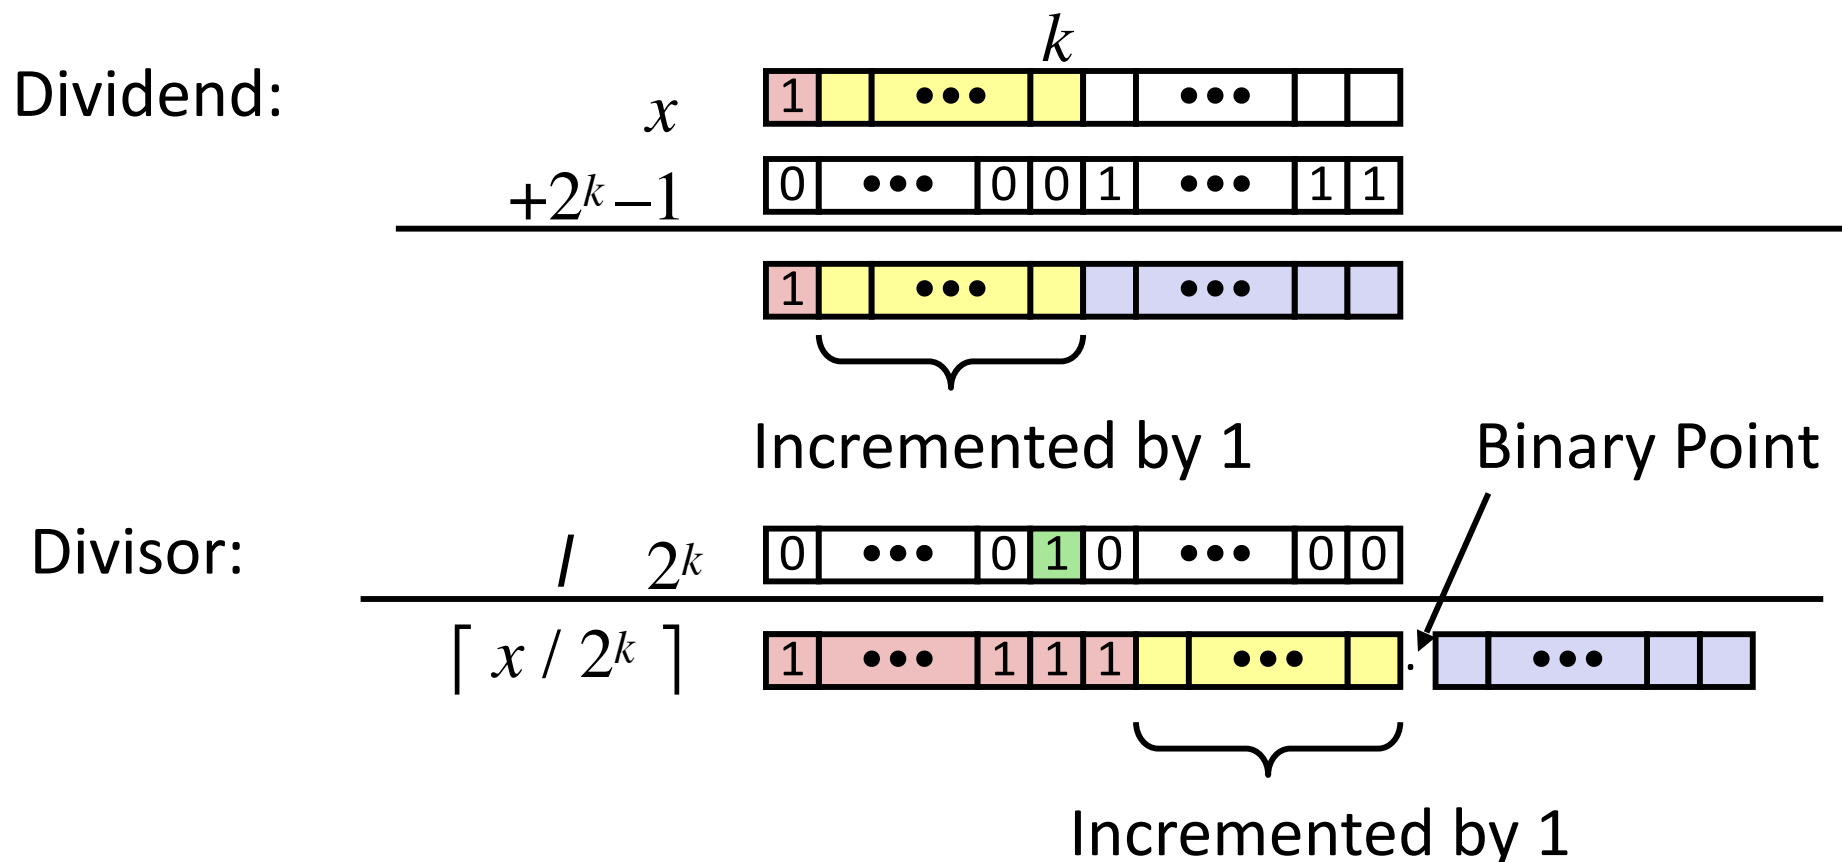 k
Dividend: x 1 ••• •••
+2ᵏ–1 0 ••• 0 0 1 ••• 1 1
1 ••• •••
Incremented by 1
Binary Point
Divisor: / 2ᵏ 0 ••• 0 1 0 ••• 0 0
⌈ x / 2ᵏ ⌉ 1 ••• 1 1 1 ••• . •••
Incremented by 1